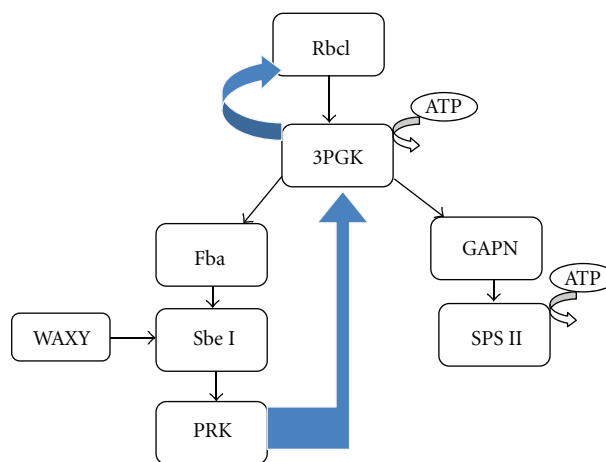 Rbcl
ATP
3PGK
Fba
GAPN
ATP
WAXY
Sbe I
SPS II
PRK